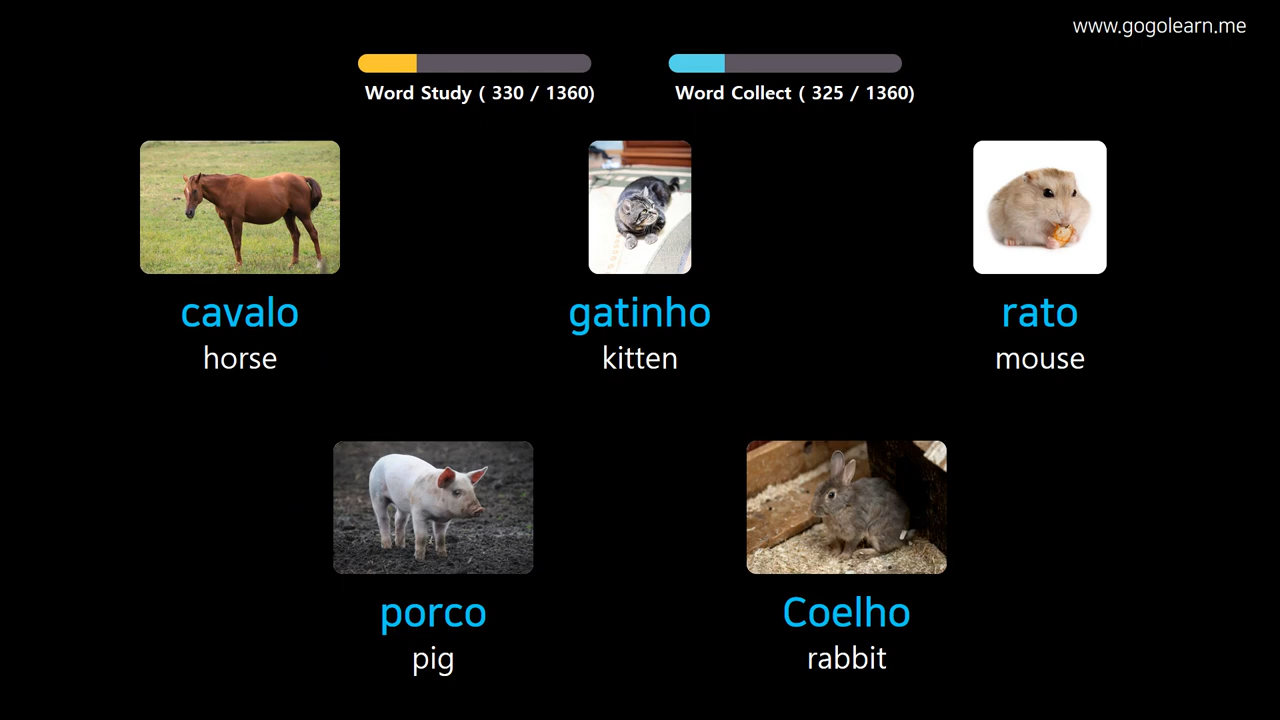 www.gogolearn.me
Word Study ( 330 / 1360)
Word Collect ( 325 / 1360)
cavalo
horse
gatinho
kitten
rato
mouse
porco
pig
Coelho
rabbit